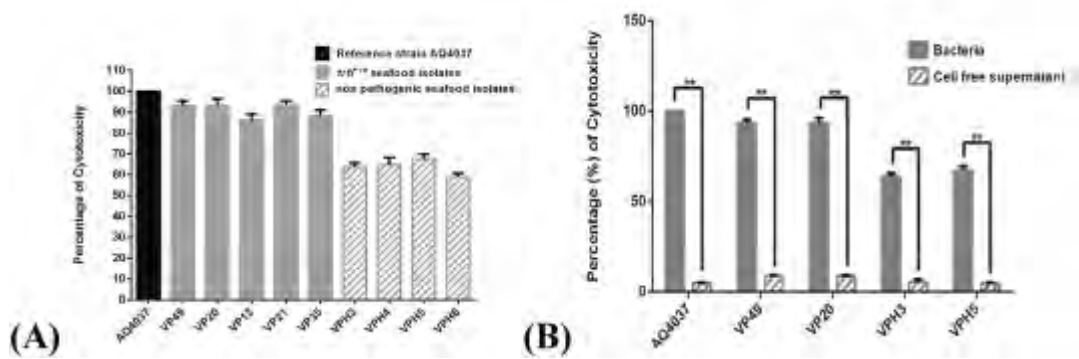 Reference strain AQ4037
seafood isolates
non pathogenic seafood isolates
Percentage of Cytotoxicity
110
100
90
80
70
60
50
40
30
20
10
0
AQ4037
VP49
VP20
VP21
VP35
VPH3
VPH4
VPH5
VPH6
(A)
Bacteria
Cell free supernatant
Percentage (%) of Cytotoxicity
150
100
50
0
**
**
**
**
**
AQ4037
VP49
VP20
VPH3
VPH5
(B)